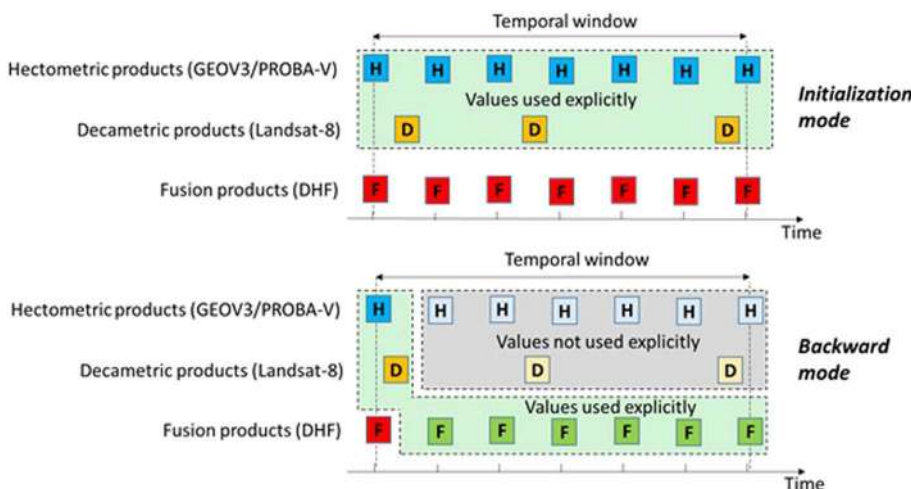 Temporal window
Hectometric products (GEOV3/PROBA-V) H H H H H H H
Values used explicitly
Initialization
mode
Decametric products (Landsat-8) D D D
Fusion products (DHF) F F F F F F F
Time
Temporal window
Hectometric products (GEOV3/PROBA-V) H H H H H H H
Values not used explicitly
Backward
mode
Decametric products (Landsat-8) D D D
Values used explicitly
Fusion products (DHF) F F F F F F F
Time